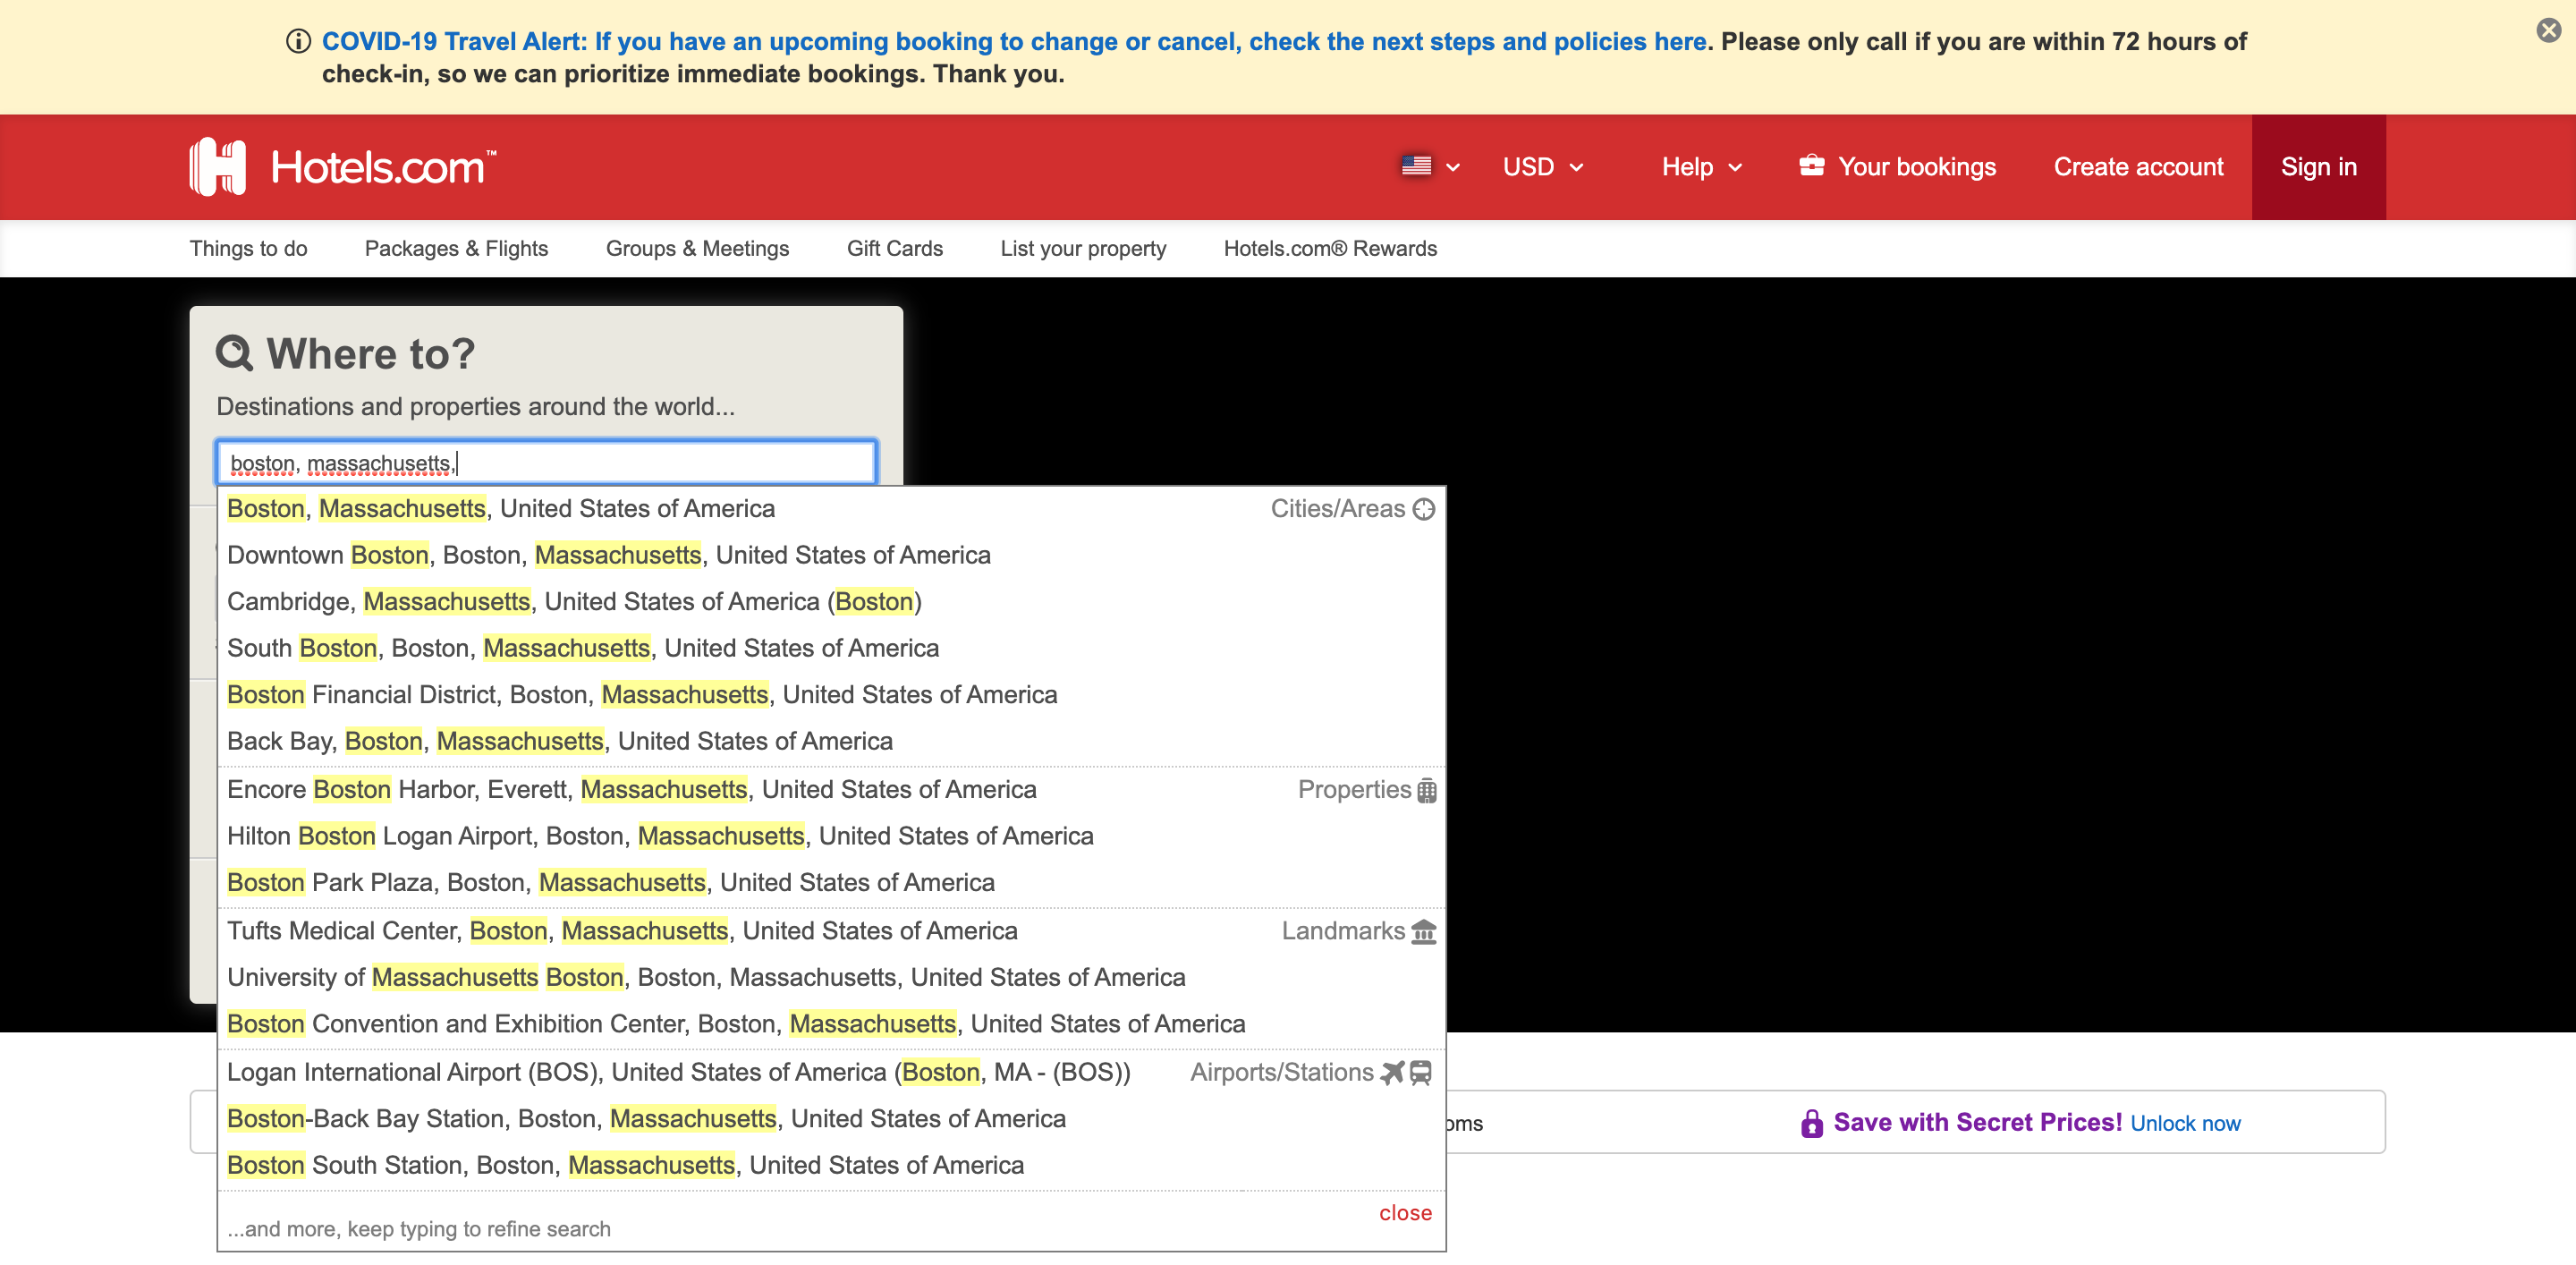 COVID-19 Travel Alert: If you have an upcoming booking to change or cancel, check the next steps and policies here. Please only call if you are within 72 hours of
check-in, so we can prioritize immediate bookings. Thank you.
Hotels.com™
USD
Help
Your bookings
Create account
Sign in
Things to do
Packages & Flights
Groups & Meetings
Gift Cards
List your property
Hotels.com® Rewards
Where to?
Destinations and properties around the world...
boston, massachusetts,
Boston, Massachusetts, United States of America
Cities/Areas
Downtown Boston, Boston, Massachusetts, United States of America
Cambridge, Massachusetts, United States of America (Boston)
South Boston, Boston, Massachusetts, United States of America
Boston Financial District, Boston, Massachusetts, United States of America
Back Bay, Boston, Massachusetts, United States of America
Encore Boston Harbor, Everett, Massachusetts, United States of America
Properties
Hilton Boston Logan Airport, Boston, Massachusetts, United States of America
Boston Park Plaza, Boston, Massachusetts, United States of America
Tufts Medical Center, Boston, Massachusetts, United States of America
Landmarks
University of Massachusetts Boston, Boston, Massachusetts, United States of America
Boston Convention and Exhibition Center, Boston, Massachusetts, United States of America
Logan International Airport (BOS), United States of America (Boston, MA - (BOS))
Airports/Stations
Boston-Back Bay Station, Boston, Massachusetts, United States of America
Boston South Station, Boston, Massachusetts, United States of America
...and more, keep typing to refine search
close
oms
Save with Secret Prices! Unlock now